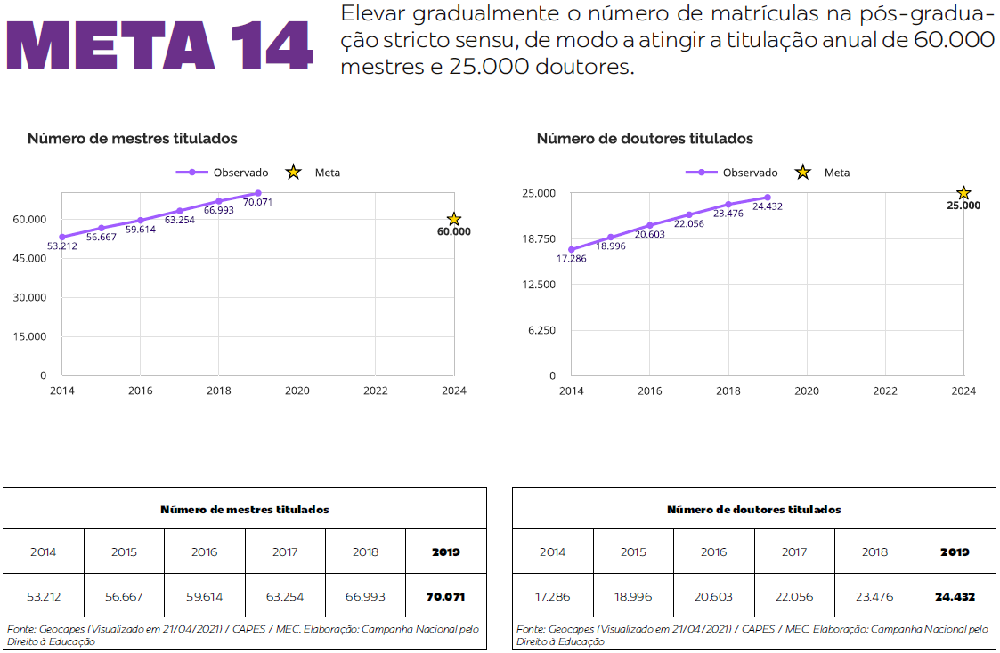 META 14
Elevar gradualmente o número de matrículas na pós-gradua-
ção stricto sensu, de modo a atingir a titulação anual de 60.000
mestres e 25.000 doutores.
Número de mestres titulados
Observado Meta
60.000
45.000
30.000
15.000
0
53.212
56.667
59.614
63.254
66.993
70.071
60.000
2014 2016 2018 2020 2022 2024
Número de doutores titulados
Observado Meta
25.000
18.750
12.500
6.250
0
17.286
18.996
20.603
22.056
23.476
24.432
25.000
2014 2016 2018 2020 2022 2024
Número de mestres titulados
2014 2015 2016 2017 2018 2019
53.212 56.667 59.614 63.254 66.993 70.071
Fonte: Geocapes (Visualizado em 21/04/2021) / CAPES / MEC. Elaboração: Campanha Nacional pelo
Direito à Educação
Número de doutores titulados
2014 2015 2016 2017 2018 2019
17.286 18.996 20.603 22.056 23.476 24.432
Fonte: Geocapes (Visualizado em 21/04/2021) / CAPES / MEC. Elaboração: Campanha Nacional pelo
Direito à Educação